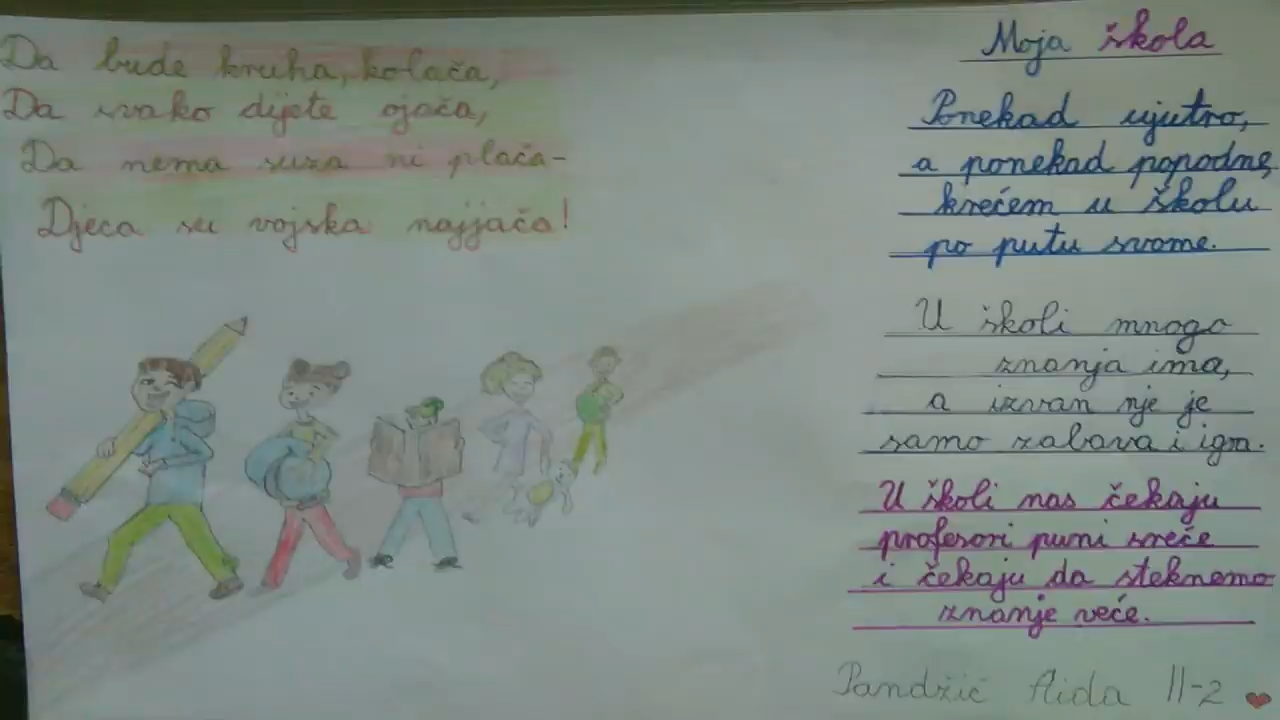 Da bude kruha, kolača,
Da svako dijete ojača,
Da nema suza ni plača-
Djeca su vojska najjača!
Moja škola
Ponekad ujutro,
a ponekad popodne,
krećem u školu
po putu svome.
U školi mnogo
znanja ima,
a izvan nje je
samo zabava i igra.
U školi nas čekaju
profesori puni sreće
i čekaju da steknemo
znanje veće.
Pandžić Aida II-2